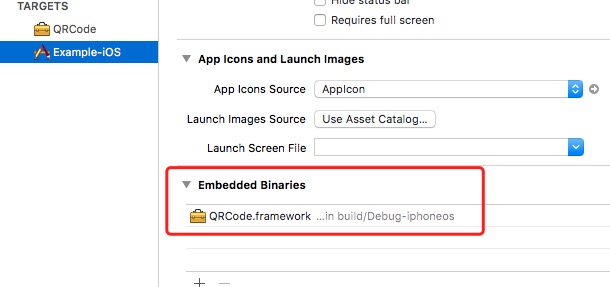 TARGETS
Hide status bar
QRCode
Requires full screen
Example-iOS
App Icons and Launch Images
App Icons Source AppIcon
Launch Images Source Use Asset Catalog...
Launch Screen File
Embedded Binaries
QRCode.framework ...in build/Debug-iphoneos